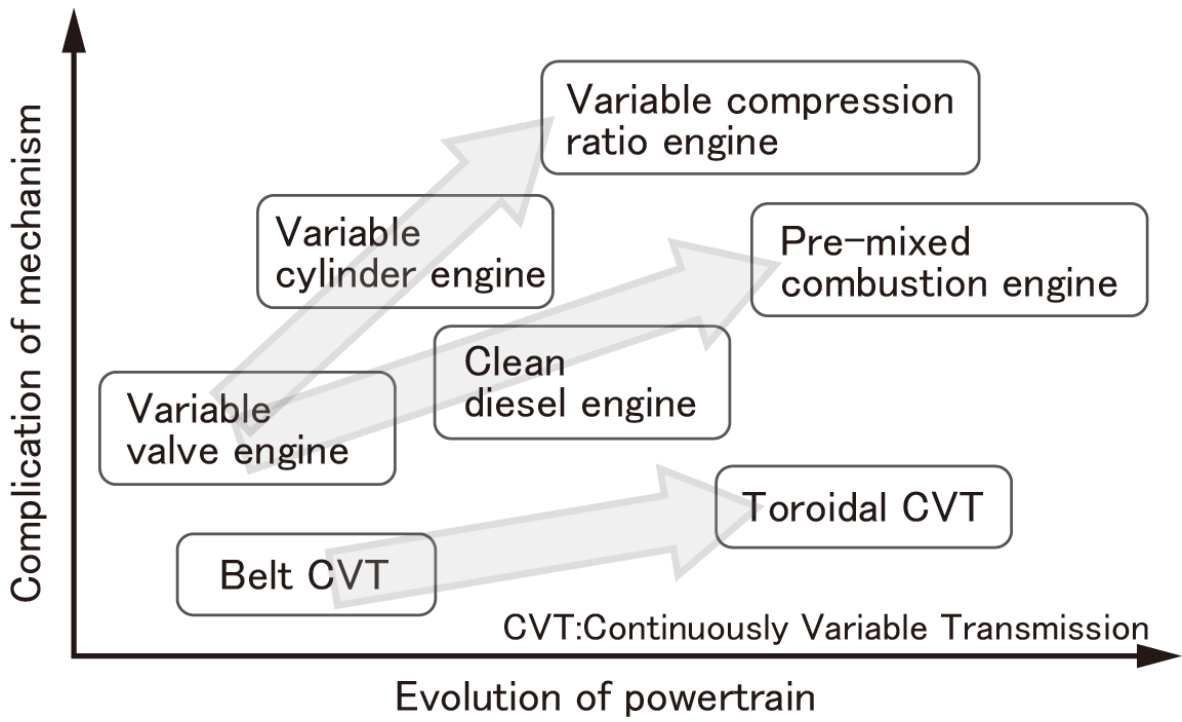 Complication of mechanism
Variable compression
ratio engine
Variable
cylinder engine
Pre-mixed
combustion engine
Clean
diesel engine
Variable
valve engine
Toroidal CVT
Belt CVT
CVT:Continuously Variable Transmission
Evolution of powertrain